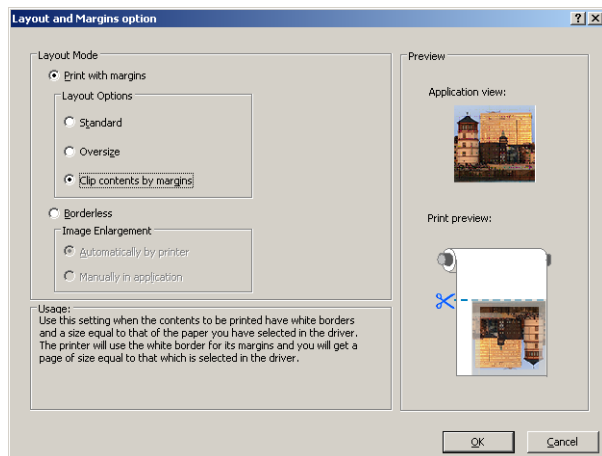 Layout and Margins option
Layout Mode
Print with margins
Layout Options
Standard
Oversize
Clip contents by margins
Borderless
Image Enlargement
Automatically by printer
Manually in application
Usage:
Use this setting when the contents to be printed have white borders
and a size equal to that of the paper you have selected in the driver.
The printer will use the white border for its margins and you will get a
page of size equal to that which is selected in the driver.
Preview
Application view:
Print preview:
OK
Cancel